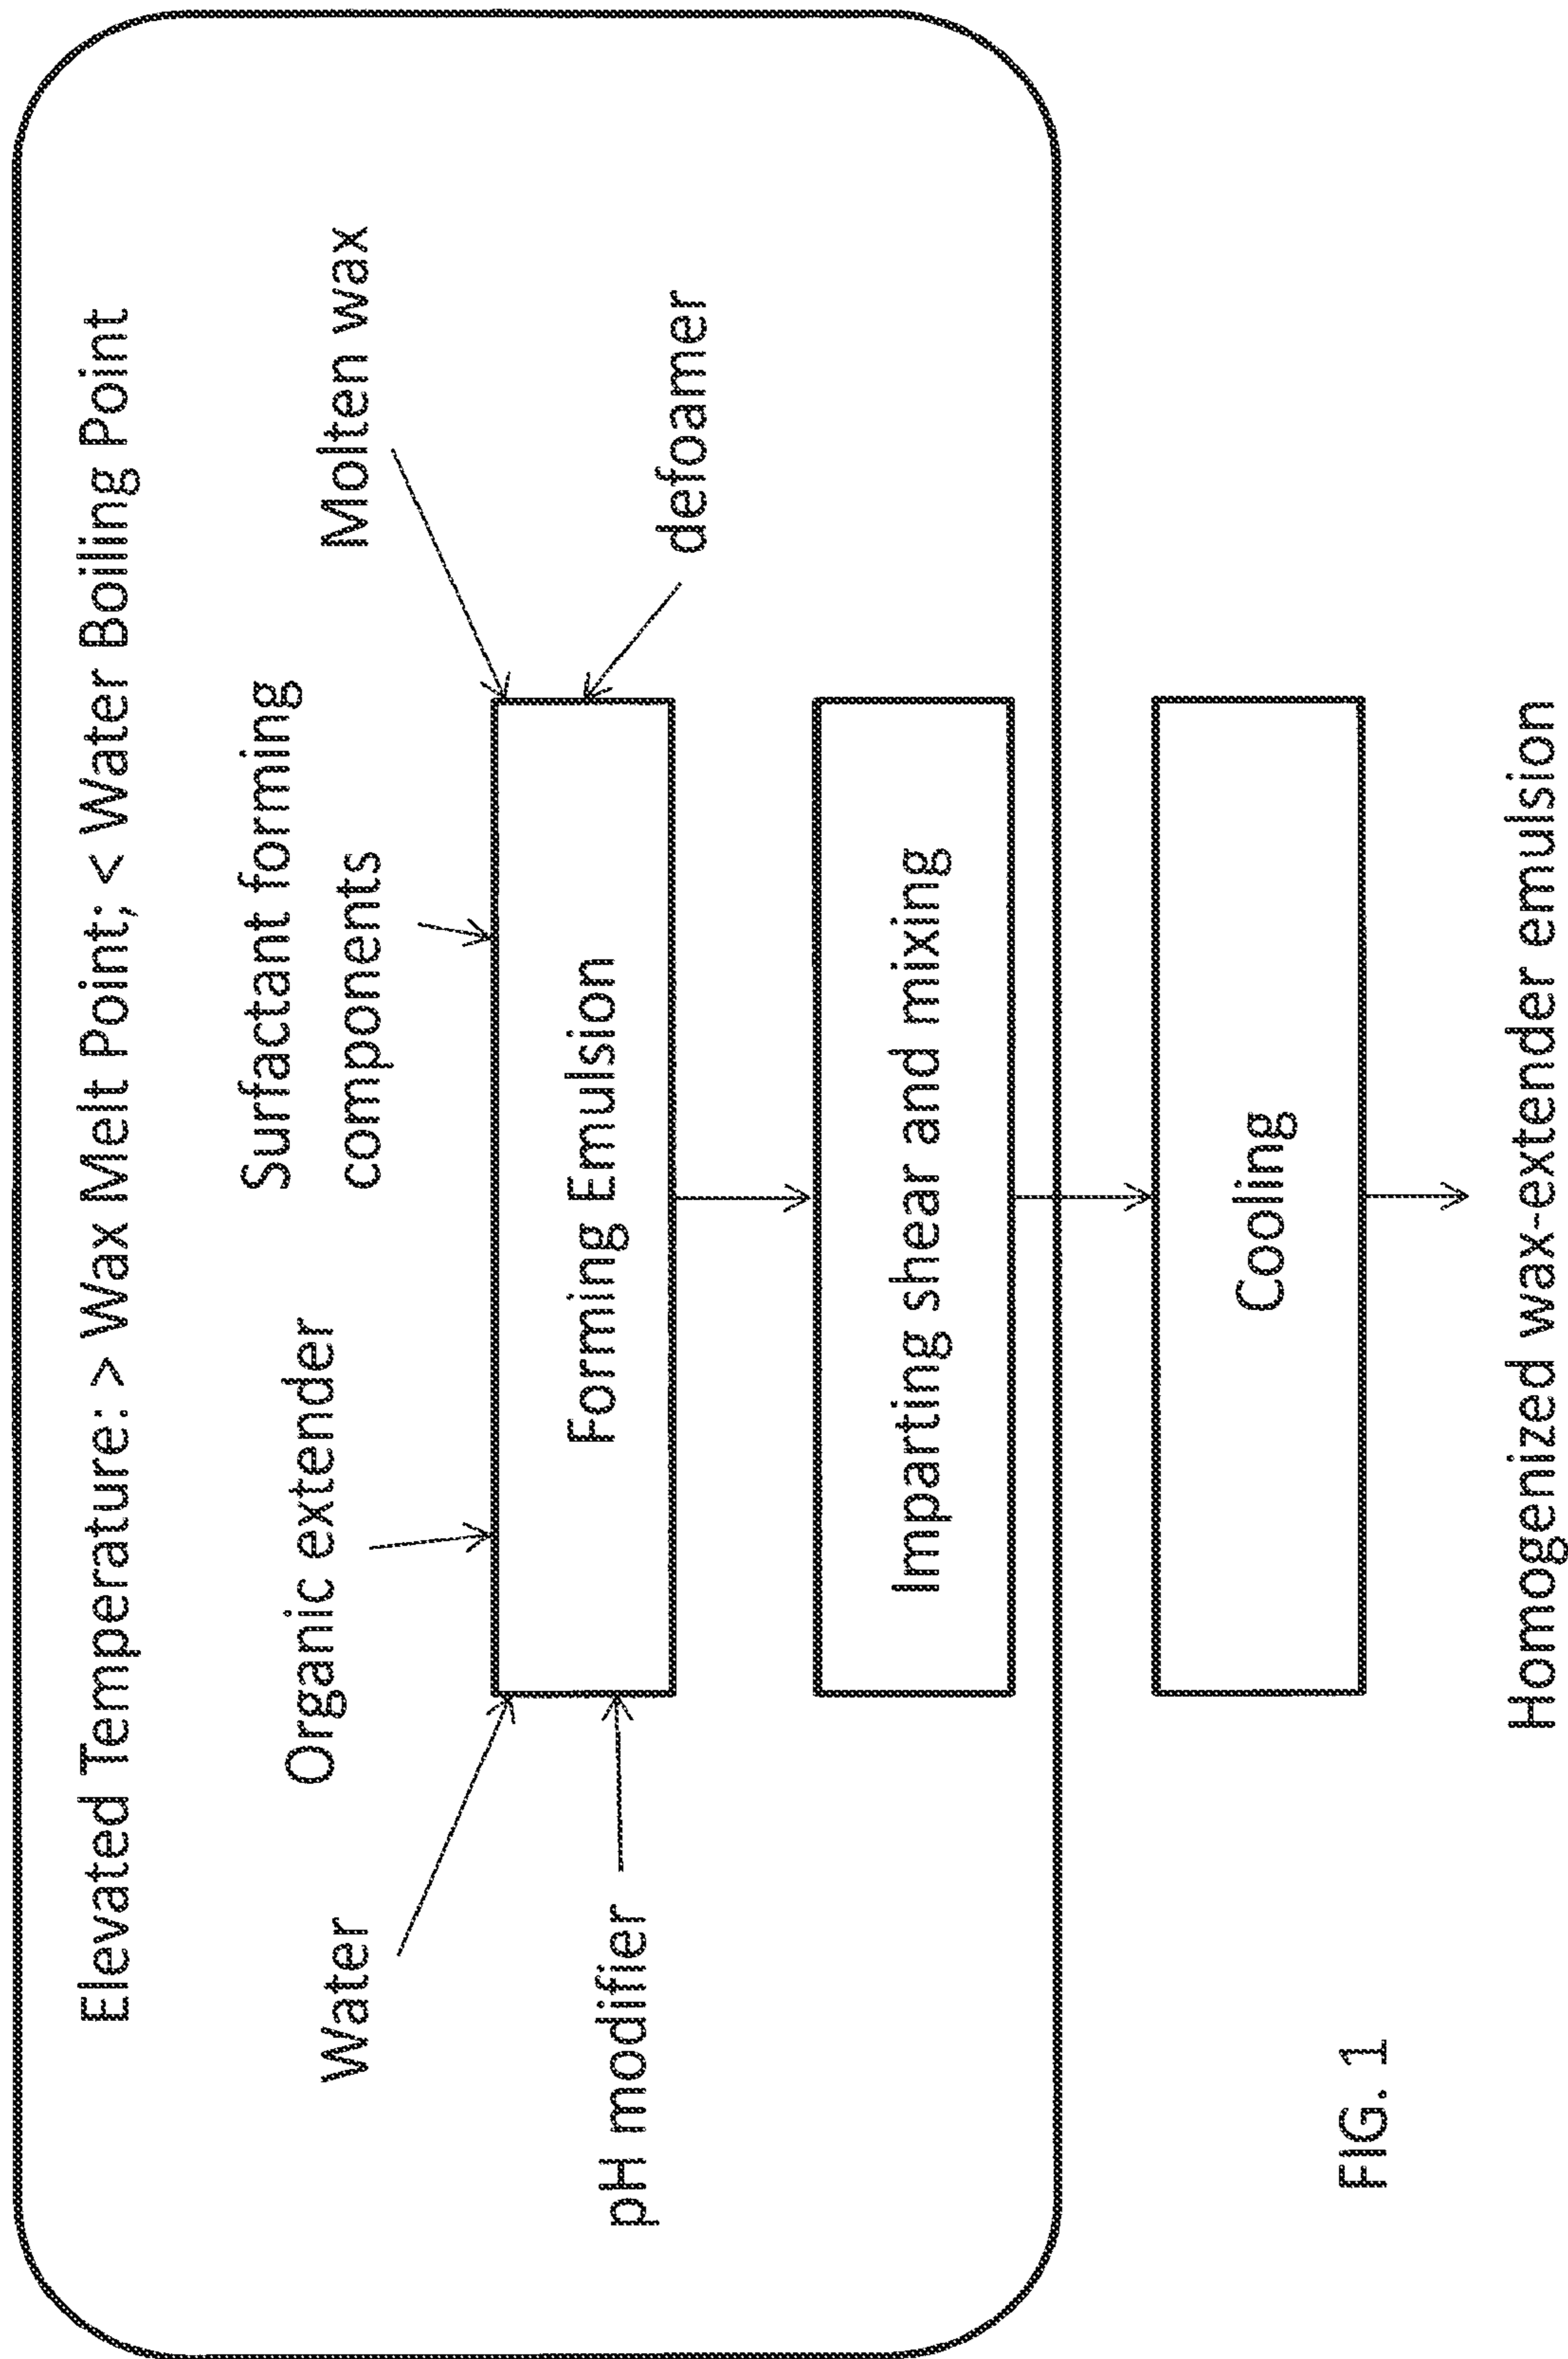 Elevated Temperature: > Wax Melt Point; < Water Boiling Point
Surfactant forming
components
Organic extender
Water
Molten wax
pH modifier
defoamer
Forming Emulsion
Imparting shear and mixing
Cooling
Homogenized wax-extender emulsion
FIG. 1